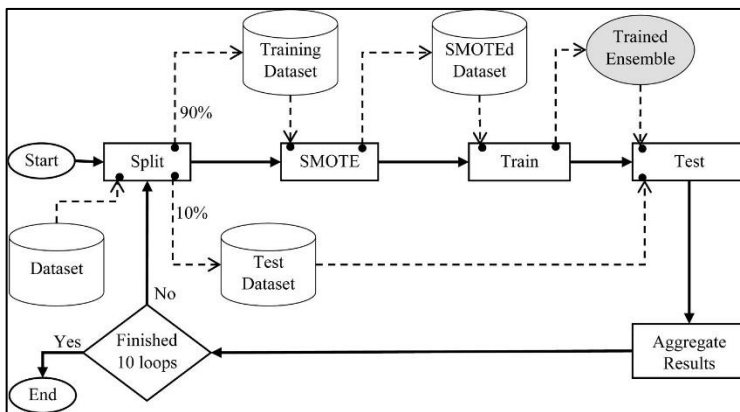 Training
Dataset
SMOTEd
Dataset
Trained
Ensemble
90%
Start
Split
SMOTE
Train
Test
10%
Dataset
Test
Dataset
No
Yes
Finished
10 loops
Aggregate
Results
End